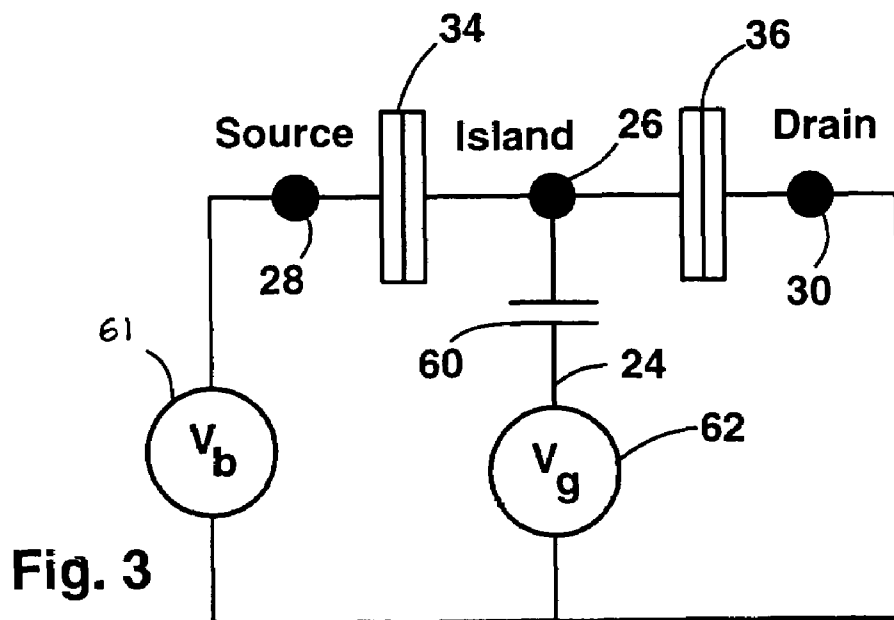 34
36
Source
Island
26
Drain
28
30
61
60
24
V_b
V_g
62
Fig. 3